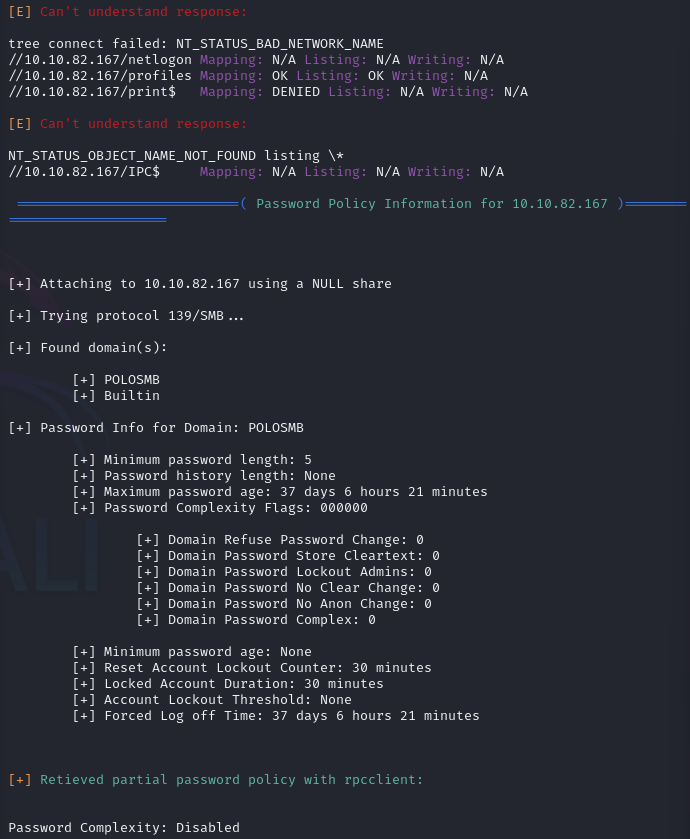 [E] Can't understand response:
tree connect failed: NT_STATUS_BAD_NETWORK_NAME
//10.10.82.167/netlogon Mapping: N/A Listing: N/A Writing: N/A
//10.10.82.167/profiles Mapping: OK Listing: OK Writing: N/A
//10.10.82.167/print$   Mapping: DENIED Listing: N/A Writing: N/A
[E] Can't understand response:
NT_STATUS_OBJECT_NAME_NOT_FOUND listing \*
//10.10.82.167/IPC$     Mapping: N/A Listing: N/A Writing: N/A
============================( Password Policy Information for 10.10.82.167 )========
====================
[+] Attaching to 10.10.82.167 using a NULL share
[+] Trying protocol 139/SMB...
[+] Found domain(s):
[+] POLOSMB
[+] Builtin
[+] Password Info for Domain: POLOSMB
[+] Minimum password length: 5
[+] Password history length: None
[+] Maximum password age: 37 days 6 hours 21 minutes
[+] Password Complexity Flags: 000000
[+] Domain Refuse Password Change: 0
[+] Domain Password Store Cleartext: 0
[+] Domain Password Lockout Admins: 0
[+] Domain Password No Clear Change: 0
[+] Domain Password No Anon Change: 0
[+] Domain Password Complex: 0
[+] Minimum password age: None
[+] Reset Account Lockout Counter: 30 minutes
[+] Locked Account Duration: 30 minutes
[+] Account Lockout Threshold: None
[+] Forced Log off Time: 37 days 6 hours 21 minutes
[+] Retieved partial password policy with rpcclient:
Password Complexity: Disabled
ALI